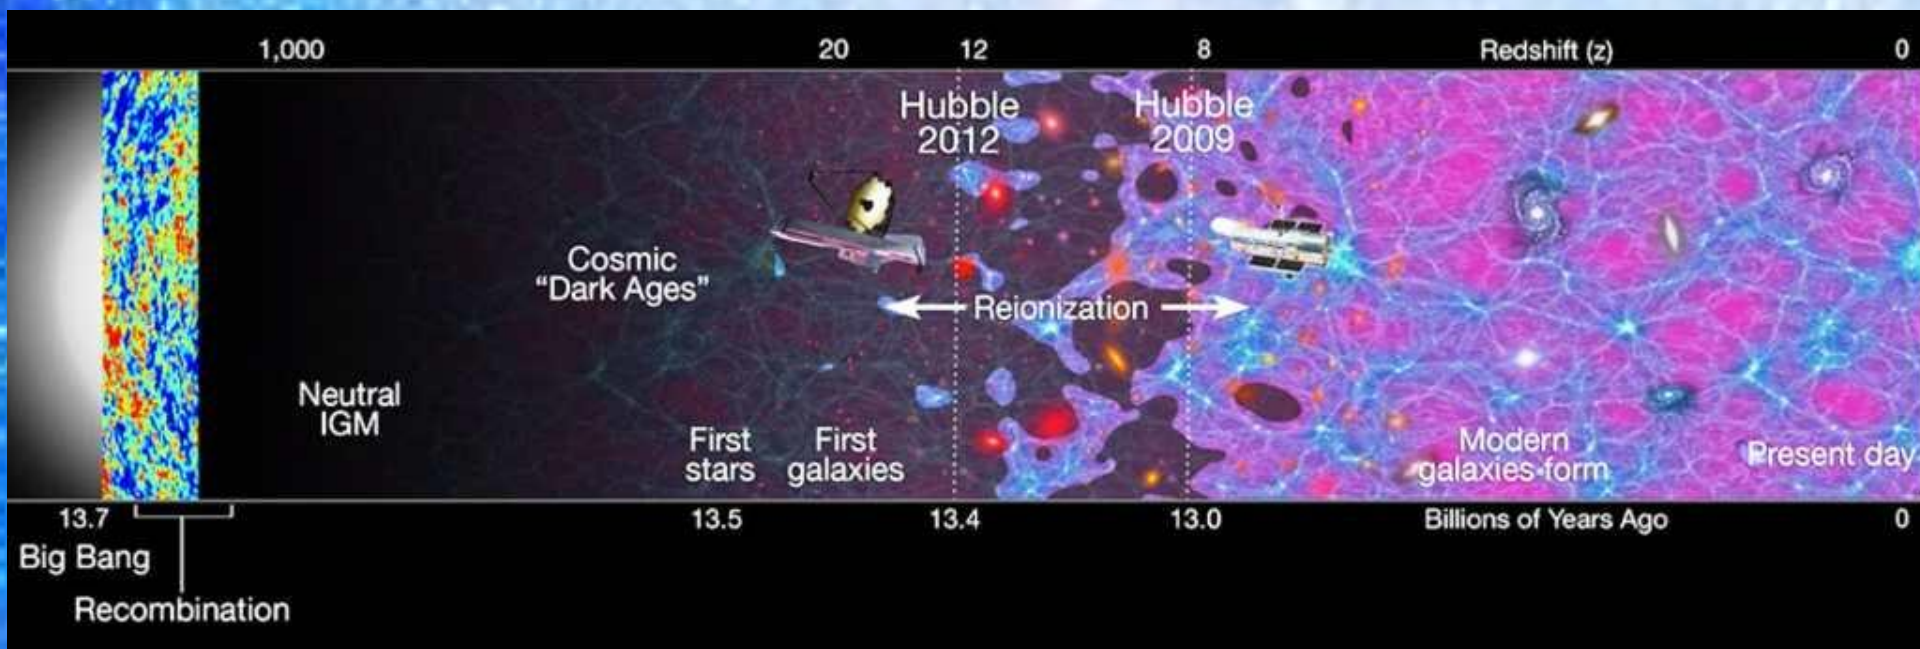 1,000 20 12 8 Redshift (z) 0
Hubble
2012
Hubble
2009
Cosmic
“Dark Ages”
Reionization
Neutral
IGM
First
stars
First
galaxies
Modern
galaxies form
Present day
13.7 13.5 13.4 13.0 Billions of Years Ago 0
Big Bang
Recombination